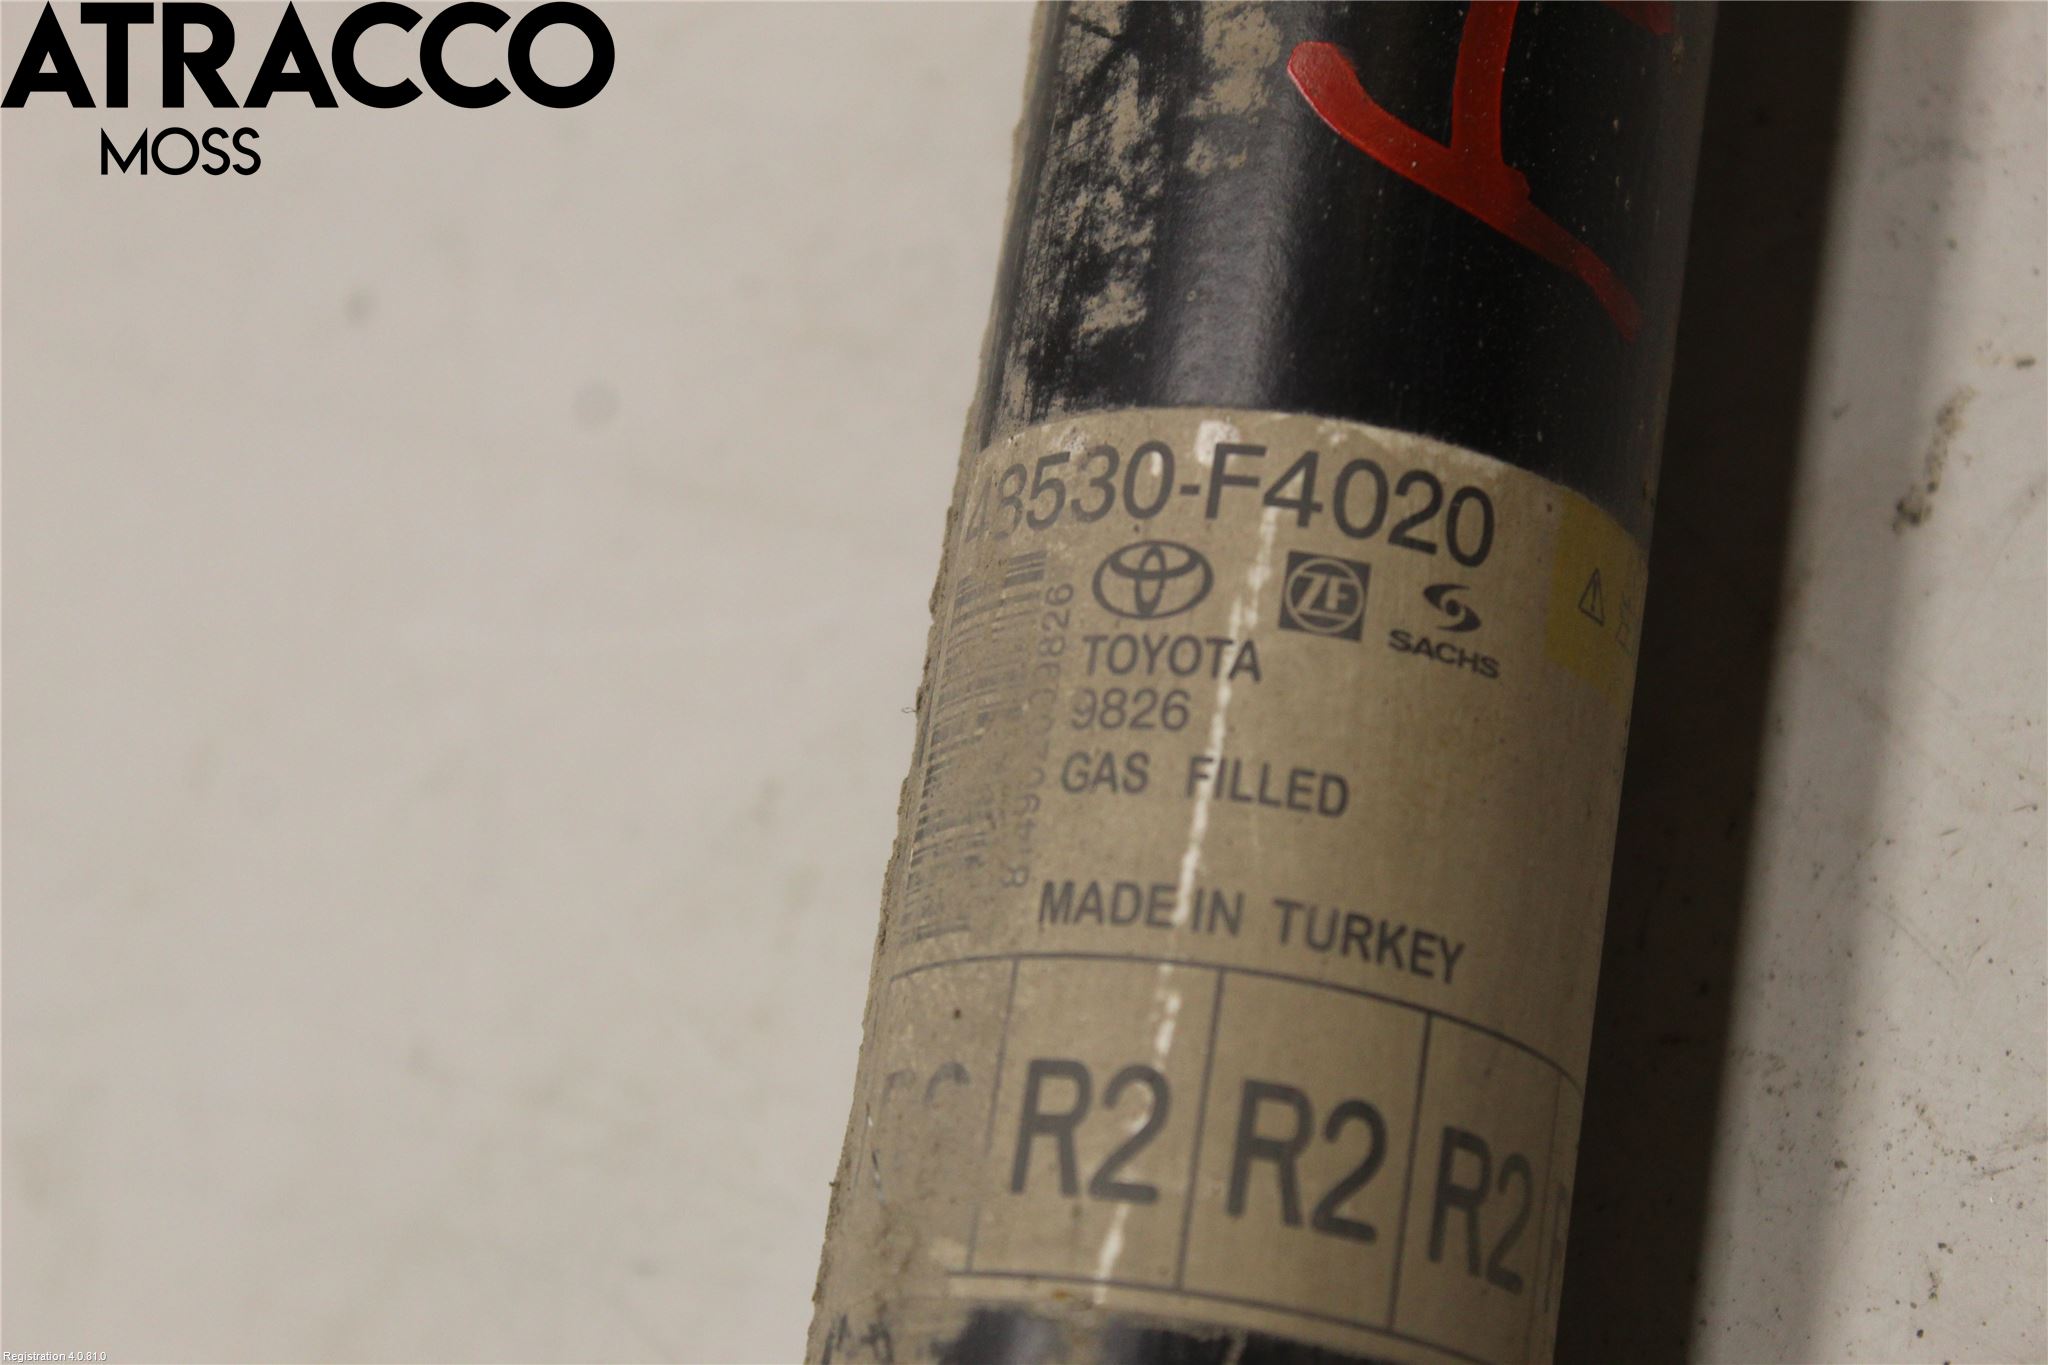 ATRACCO
MOSS
48530-F4020
TOYOTA
ZF
SACHS
9826
GAS FILLED
MADE IN TURKEY
R2 R2 R2
Registration 4.0.81.0